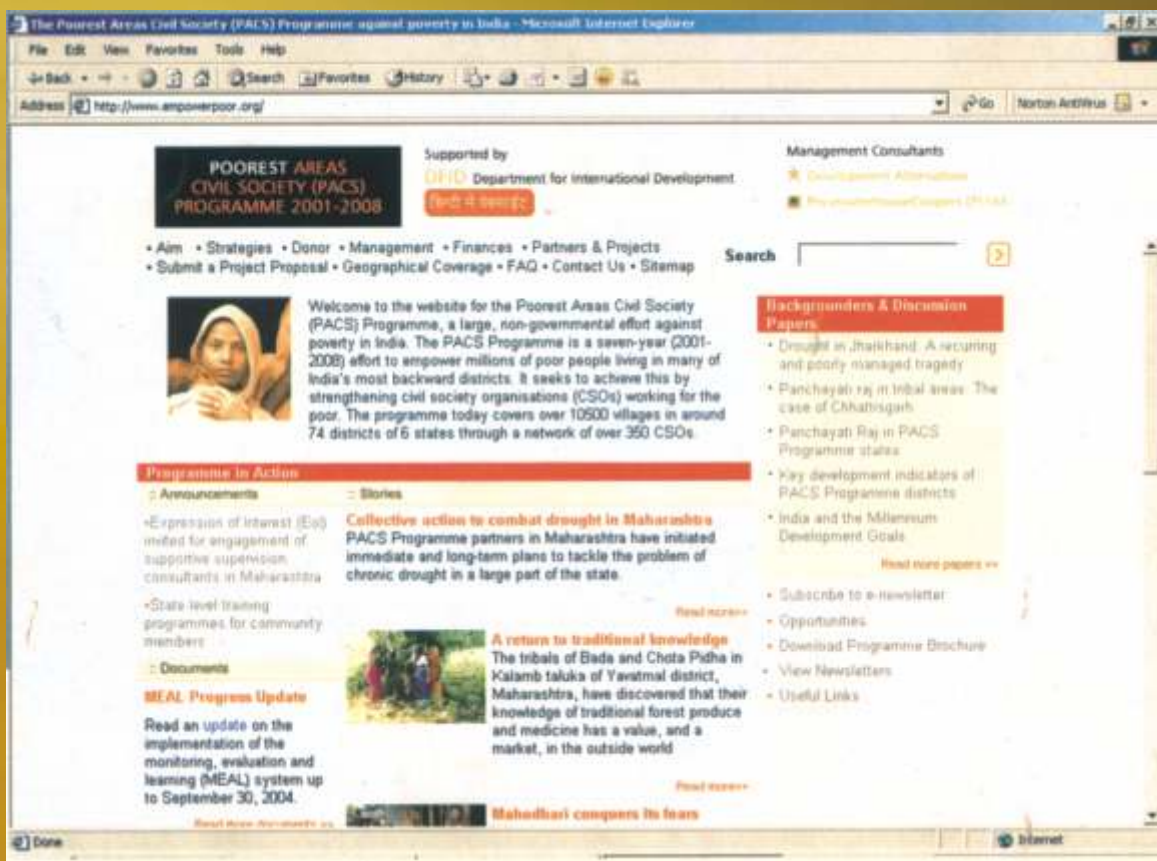 The Poorest Areas Civil Society (PACS) Programme against poverty in India - Microsoft Internet Explorer
File Edit View Favorites Tools Help
Back Search Favorites History
Address http://www.empowerpoor.org/ Go Norton AntiVirus
POOREST AREAS
CIVIL SOCIETY (PACS)
PROGRAMME 2001-2008
Supported by
DFID Department for International Development
हिन्दी में वेबसाईट
Management Consultants
Development Alternatives
• Aim • Strategies • Donor • Management • Finances • Partners & Projects
• Submit a Project Proposal • Geographical Coverage • FAQ • Contact Us • Sitemap
Search
Welcome to the website for the Poorest Areas Civil Society
(PACS) Programme, a large, non-governmental effort against
poverty in India. The PACS Programme is a seven-year (2001-
2008) effort to empower millions of poor people living in many of
India's most backward districts. It seeks to achieve this by
strengthening civil society organisations (CSOs) working for the
poor. The programme today covers over 10500 villages in around
74 districts of 6 states through a network of over 350 CSOs.
Programme in Action
:: Announcements
•Expression of Interest (EoI)
invited for engagement of
supportive supervision
consultants in Maharashtra
•State level training
programmes for community
members
:: Documents
MEAL Progress Update
Read an update on the
implementation of the
monitoring, evaluation and
learning (MEAL) system up
to September 30, 2004.
Read more documents >>
:: Stories
Collective action to combat drought in Maharashtra
PACS Programme partners in Maharashtra have initiated
immediate and long-term plans to tackle the problem of
chronic drought in a large part of the state.
Read more>>
A return to traditional knowledge
The tribals of Bada and Chota Pidha in
Kalamb taluka of Yavatmal district,
Maharashtra, have discovered that their
knowledge of traditional forest produce
and medicine has a value, and a
market, in the outside world
Read more>>
Mahodhari conquers its fears
Backgrounders & Discussion
Papers
• Drought in Jharkhand: A recurring
and poorly managed tragedy
• Panchayati raj in tribal areas: The
case of Chhatisgarh
• Panchayati Raj in PACS
Programme states
• Key development indicators of
PACS Programme districts
• India and the Millennium
Development Goals
Read more papers >>
• Subscribe to e-newsletter
• Opportunities
• Download Programme Brochure
• View Newsletters
• Useful Links
Done Internet